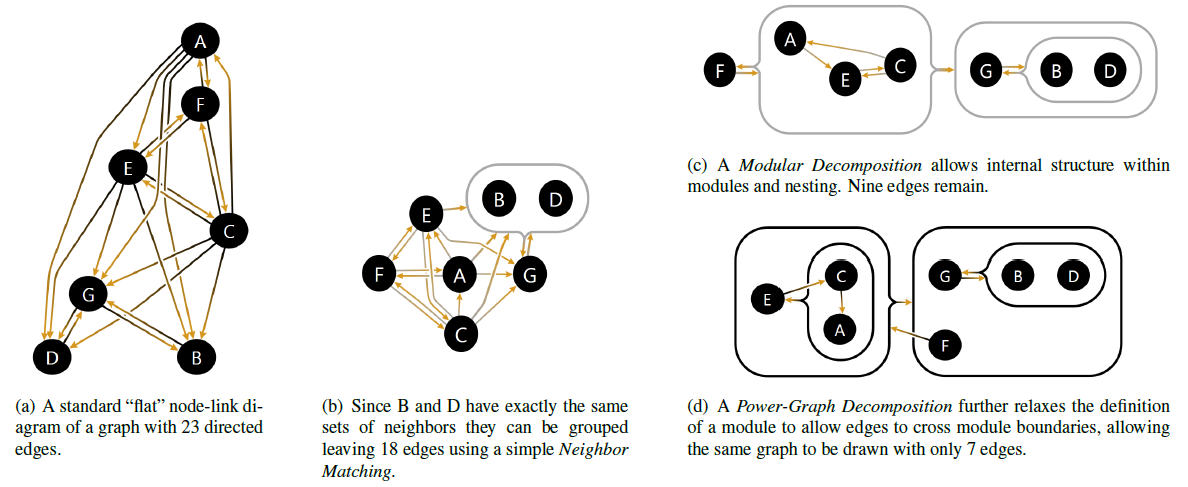 A
F
E
C
G
D
B
(a) A standard “flat” node-link di-
agram of a graph with 23 directed
edges.
B
D
E
F
A
G
C
(b) Since B and D have exactly the same
sets of neighbors they can be grouped
leaving 18 edges using a simple Neighbor
Matching.
A
F
E
C
G
B
D
(c) A Modular Decomposition allows internal structure within
modules and nesting. Nine edges remain.
C
E
A
G
B
D
F
(d) A Power-Graph Decomposition further relaxes the definition
of a module to allow edges to cross module boundaries, allowing
the same graph to be drawn with only 7 edges.